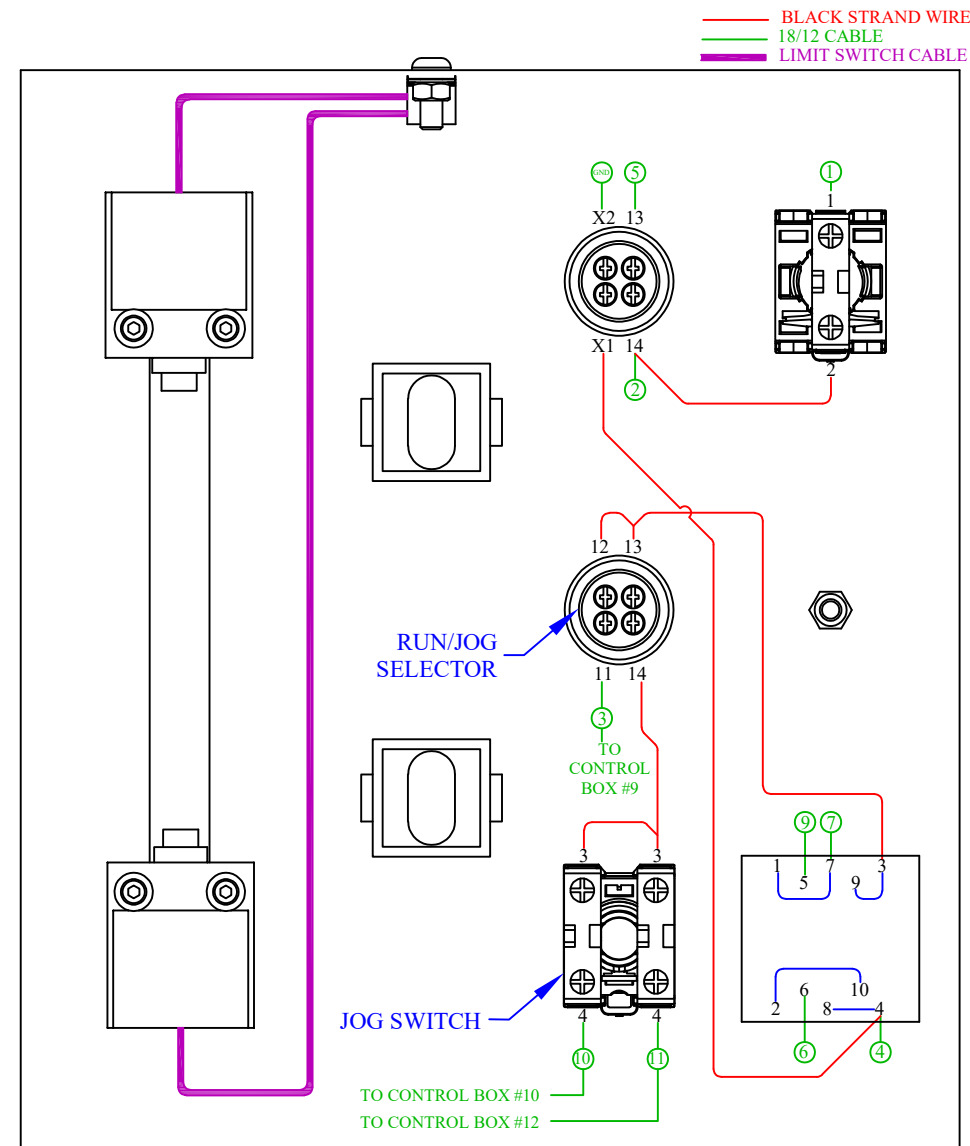 BLACK STRAND WIRE
18/12 CABLE
LIMIT SWITCH CABLE
GND 5
X2 13
1
1
X1 14
2
2
12 13
RUN/JOG
SELECTOR
11 14
3
TO
CONTROL
BOX #9
9 7
3 3
1 5 7 9 3
2 6 8 10 4
6 4
JOG SWITCH
4 4
10 11
TO CONTROL BOX #10
TO CONTROL BOX #12